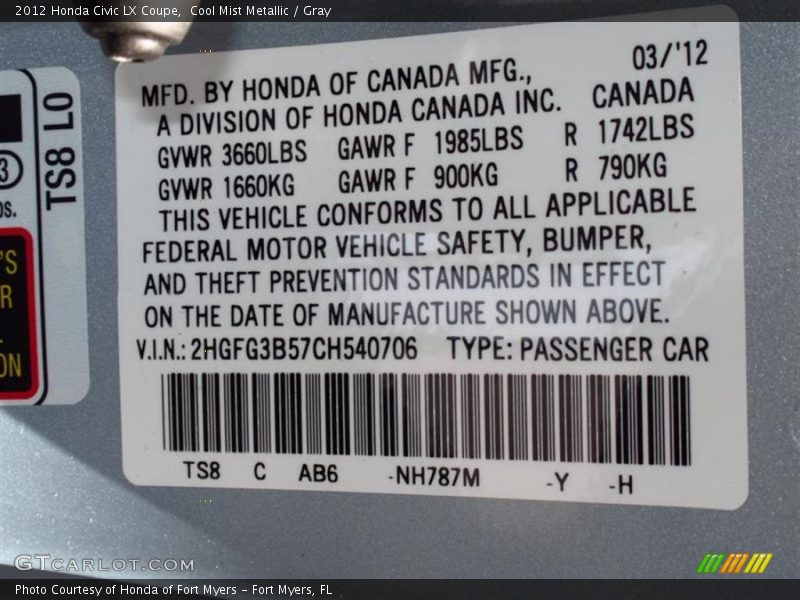 2012 Honda Civic LX Coupe,  Cool Mist Metallic / Gray
MFD. BY HONDA OF CANADA MFG., 03/'12
A DIVISION OF HONDA CANADA INC. CANADA
GVWR 3660LBS GAWR F 1985LBS R 1742LBS
GVWR 1660KG GAWR F 900KG R 790KG
THIS VEHICLE CONFORMS TO ALL APPLICABLE
FEDERAL MOTOR VEHICLE SAFETY, BUMPER,
AND THEFT PREVENTION STANDARDS IN EFFECT
ON THE DATE OF MANUFACTURE SHOWN ABOVE.
V.I.N.: 2HGFG3B57CH540706 TYPE: PASSENGER CAR
TS8 C AB6 -NH787M -Y -H
TS8 L0
3
OS.
'S
R
ON
GTCARLOT.COM
Photo Courtesy of Honda of Fort Myers – Fort Myers, FL